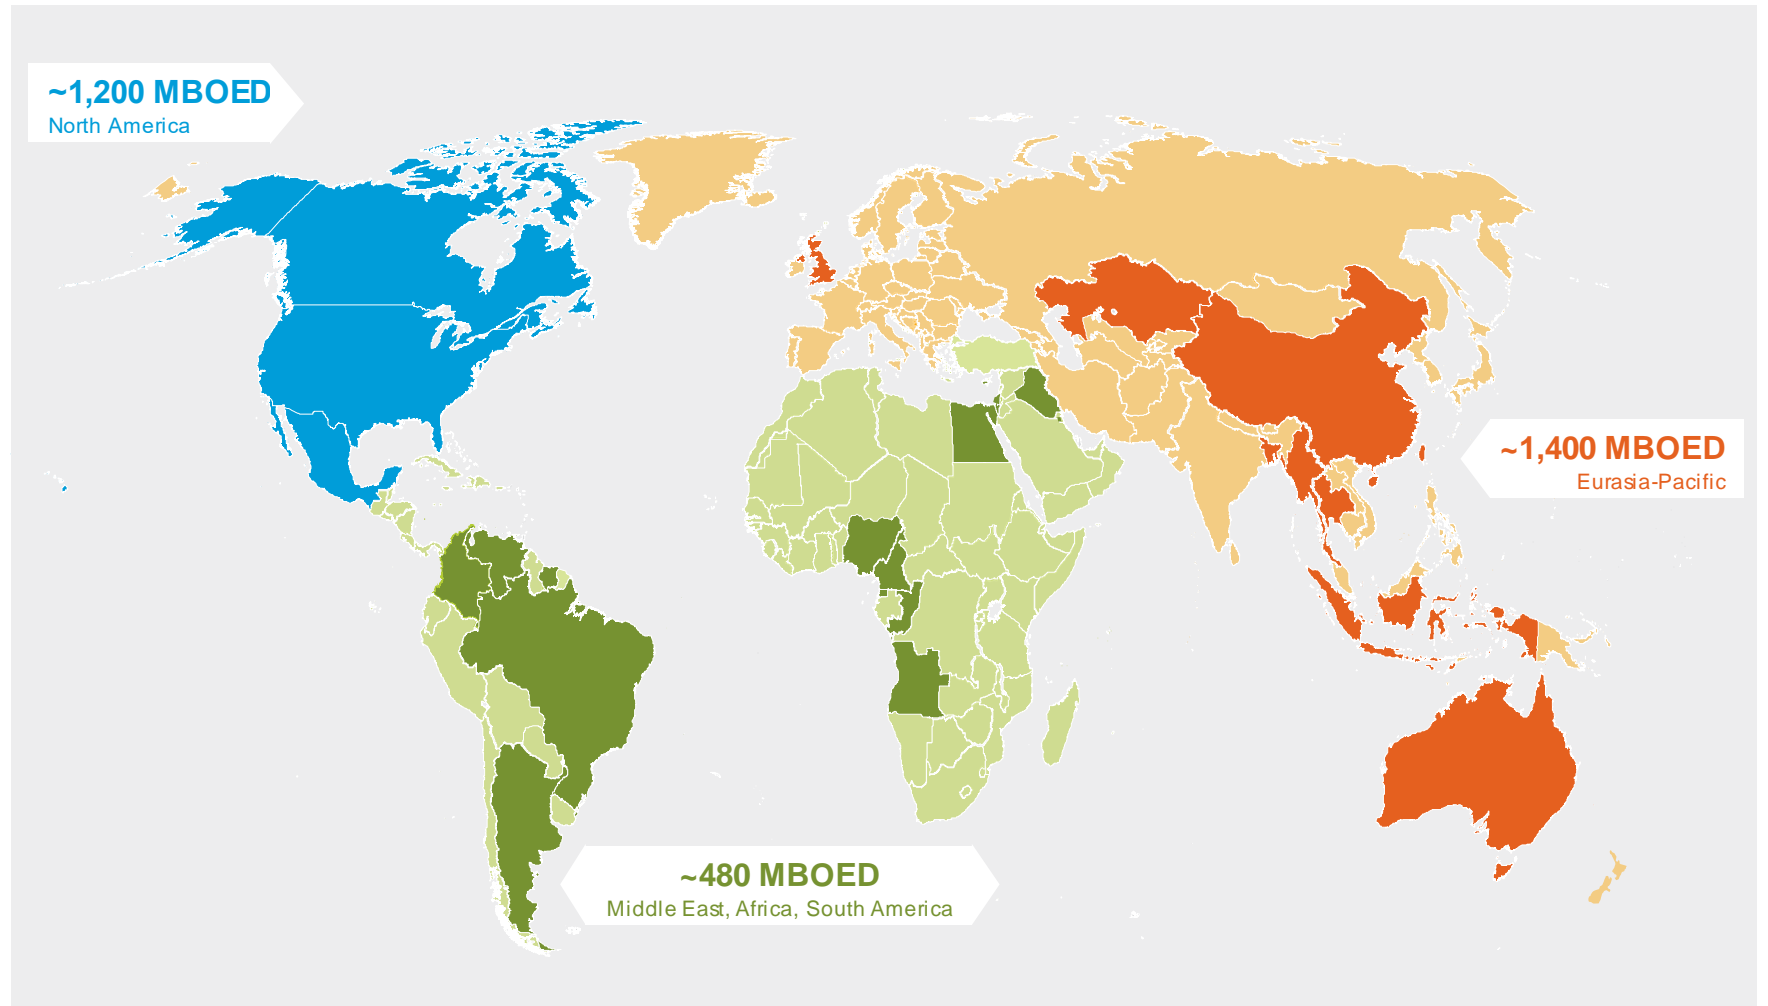 ~1,200 MBOED
North America
~1,400 MBOED
Eurasia-Pacific
~480 MBOED
Middle East, Africa, South America